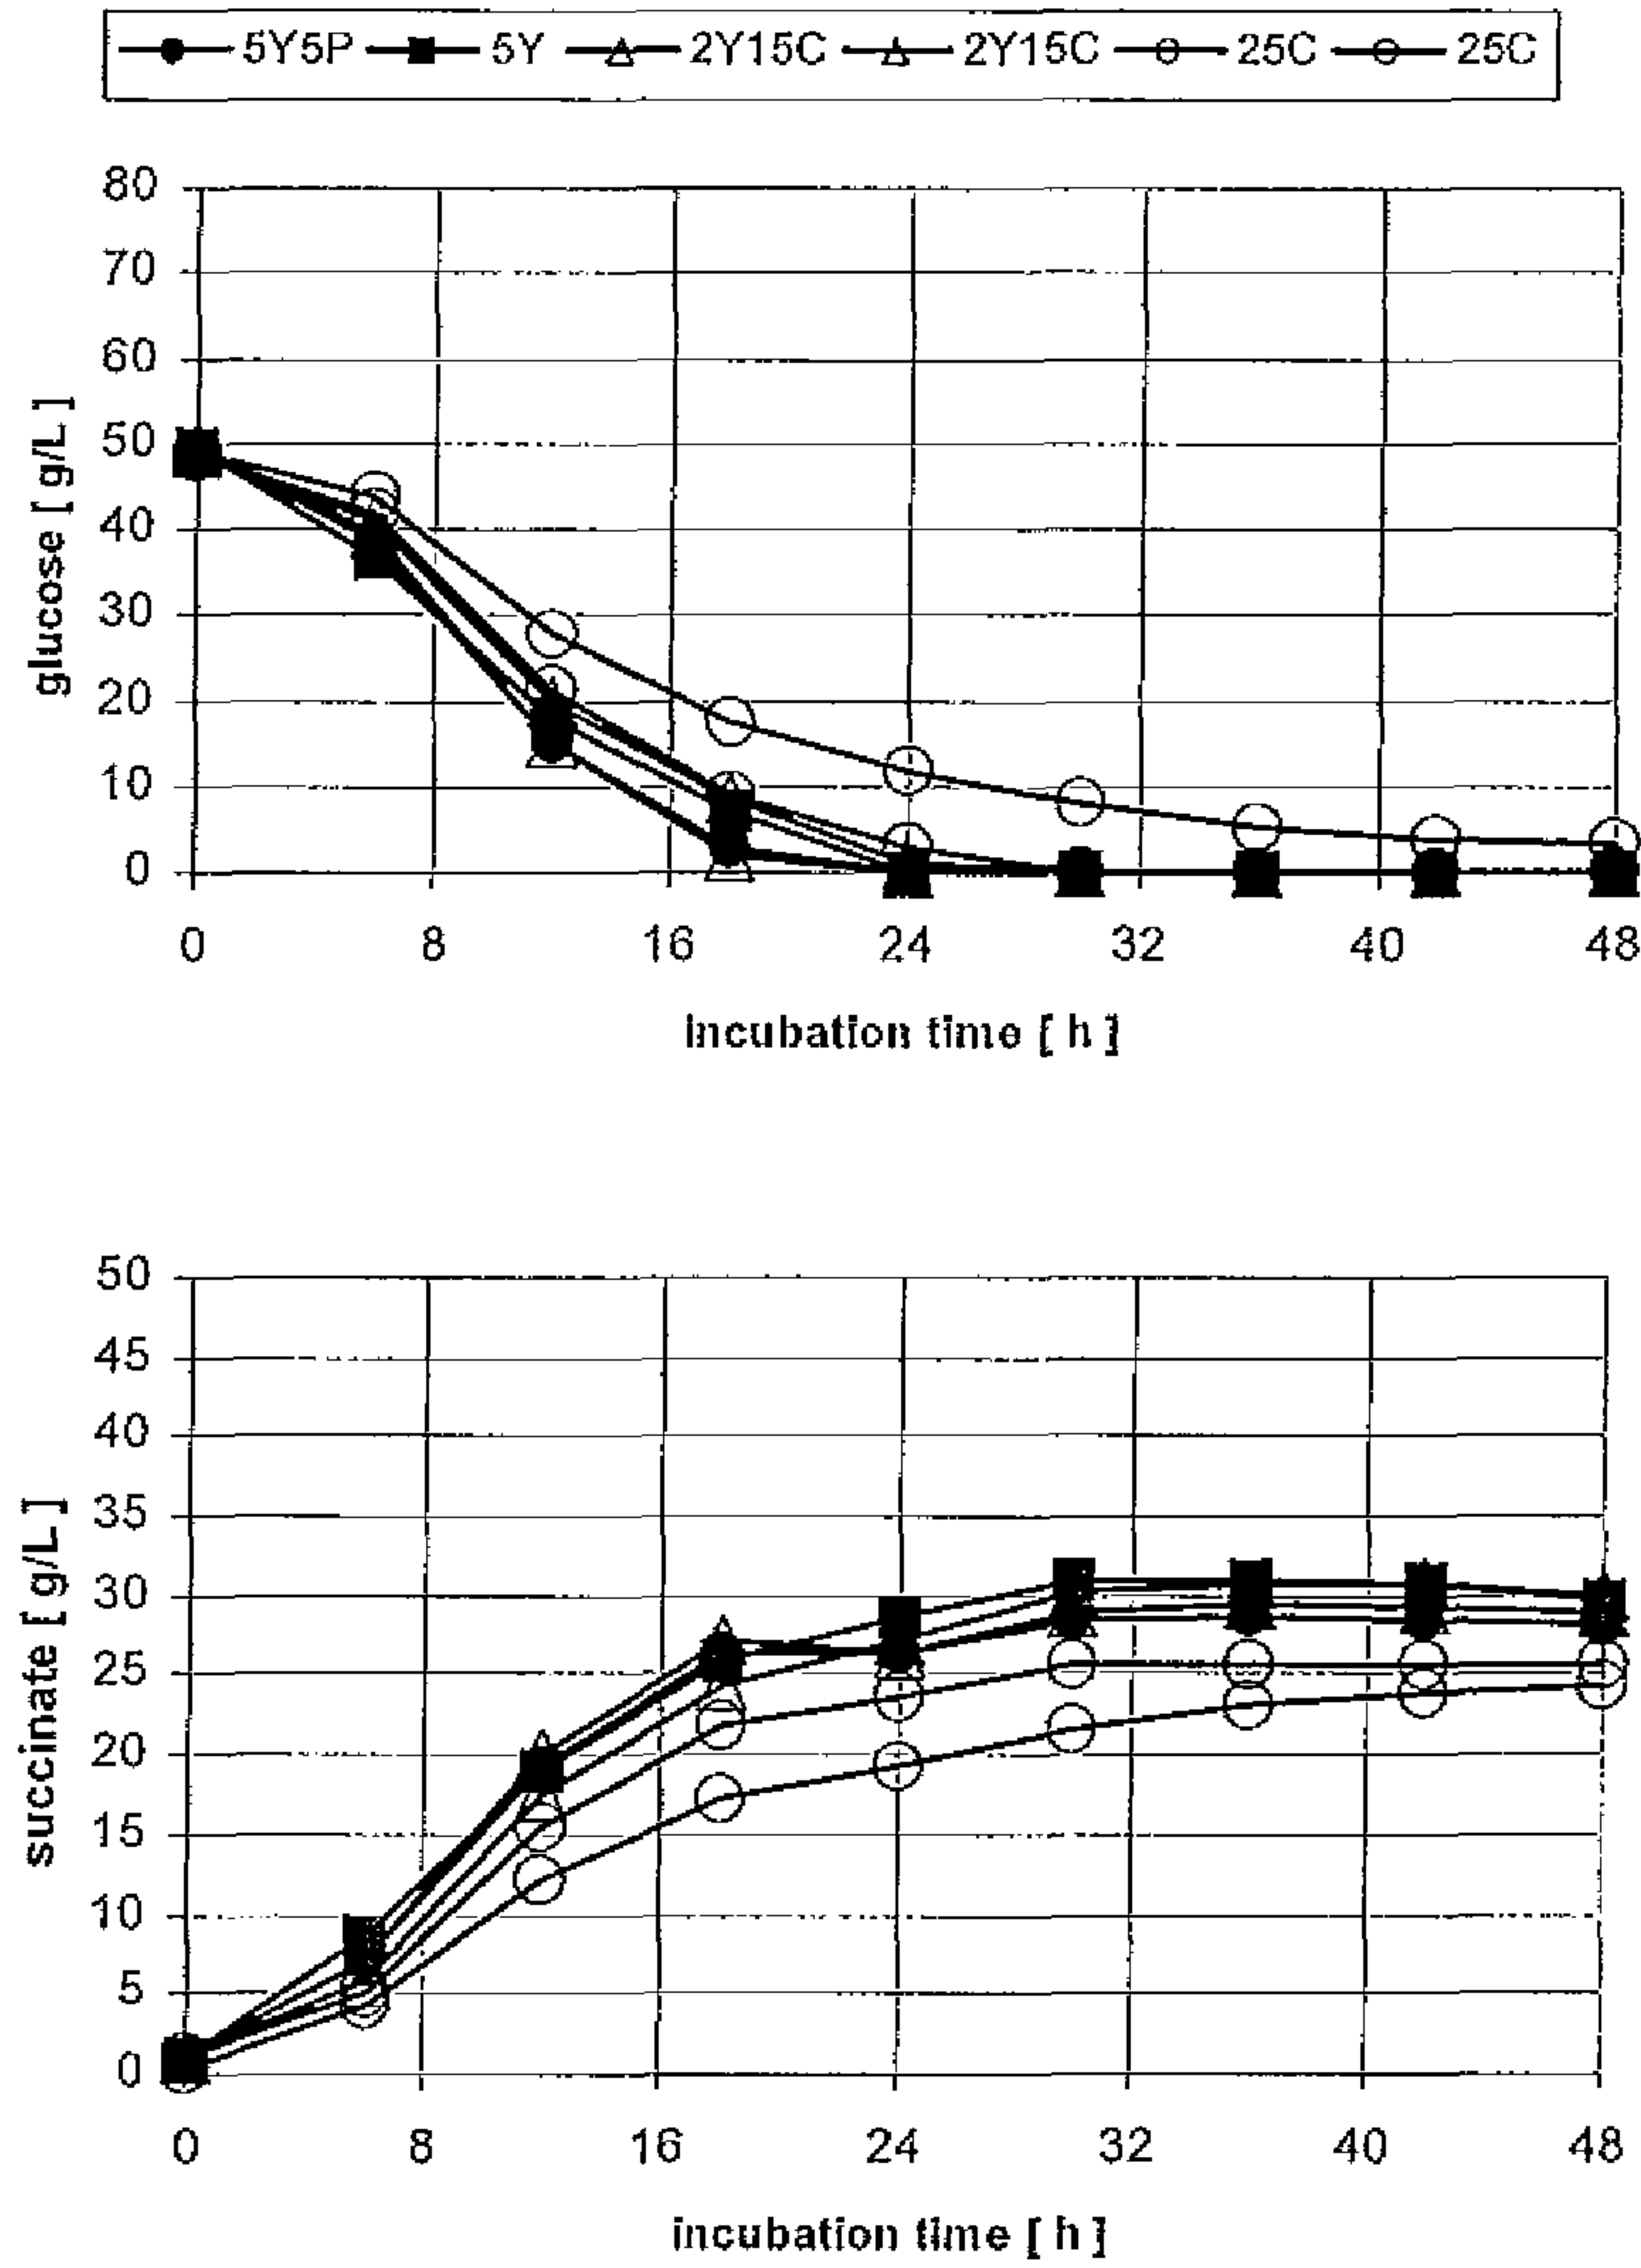 5Y5P 5Y 2Y15C 2Y15C 25C 25C
80
70
60
50
40
30
20
10
0
glucose [ g/L ]
0 8 16 24 32 40 48
incubation time [ h ]
50
45
40
35
30
25
20
15
10
5
0
succinate [ g/L ]
0 8 16 24 32 40 48
incubation time [ h ]